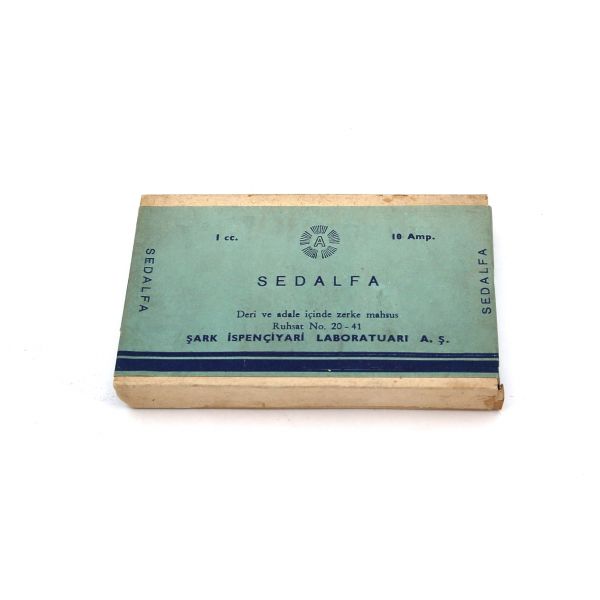 1 cc.
A
10 Amp.
SEDALFA
SEDALFA
SEDALFA
Deri ve adale içinde zerke mahsus
Ruhsat No. 20 - 41
ŞARK İSPENÇİYARİ LABORATUARI A. Ş.